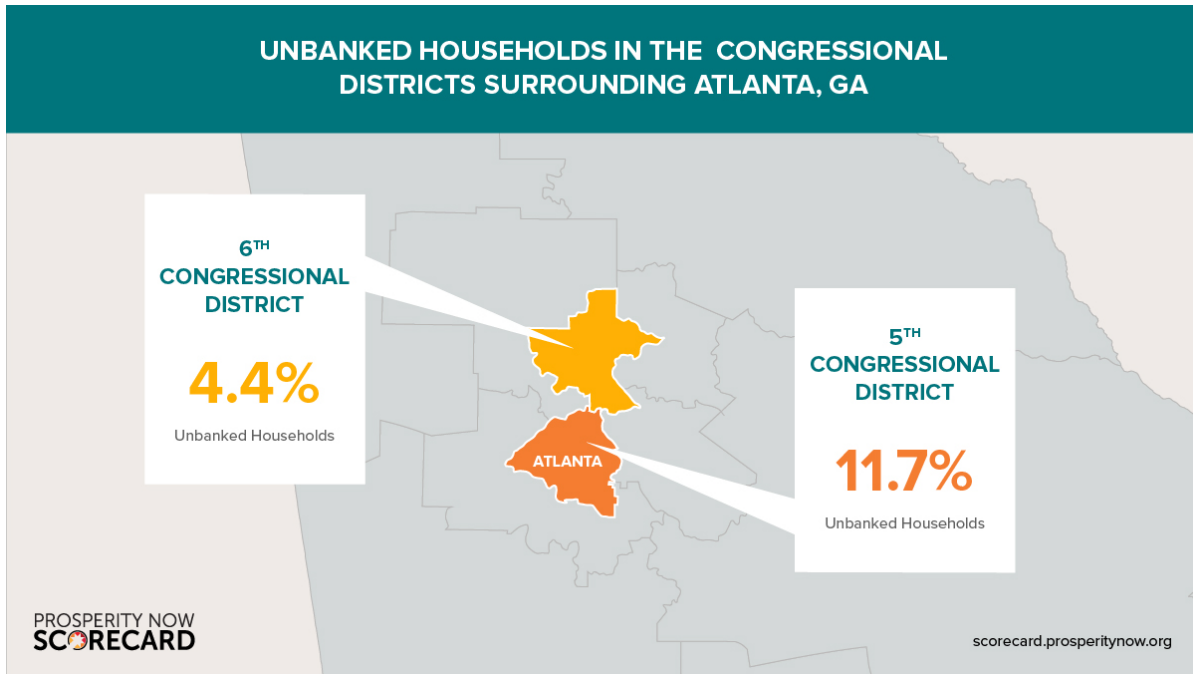 UNBANKED HOUSEHOLDS IN THE CONGRESSIONAL
DISTRICTS SURROUNDING ATLANTA, GA
6TH
CONGRESSIONAL
DISTRICT
4.4%
Unbanked Households
5TH
CONGRESSIONAL
DISTRICT
11.7%
Unbanked Households
ATLANTA
PROSPERITY NOW
SCORECARD
scorecard.prosperitynow.org